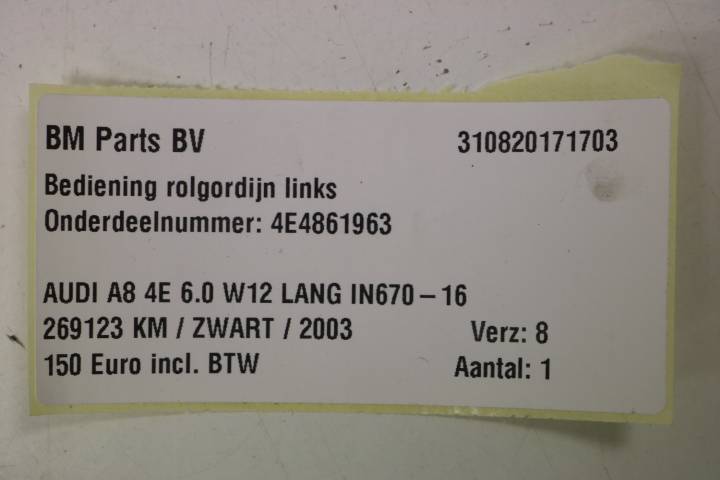 BM Parts BV 310820171703
Bediening rolgordijn links
Onderdeelnummer: 4E4861963
AUDI A8 4E 6.0 W12 LANG IN670-16
269123 KM / ZWART / 2003 Verz: 8
150 Euro incl. BTW Aantal: 1